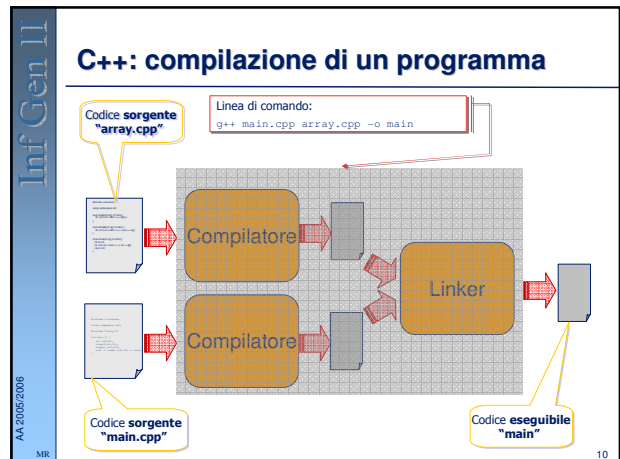 Inf Gen II
C++: compilazione di un programma
Linea di comando:
g++ main.cpp array.cpp -o main
Codice sorgente
"array.cpp"
Compilatore
Linker
Compilatore
Codice sorgente
"main.cpp"
Codice eseguibile
"main"
AA 2005/2006
MR
10